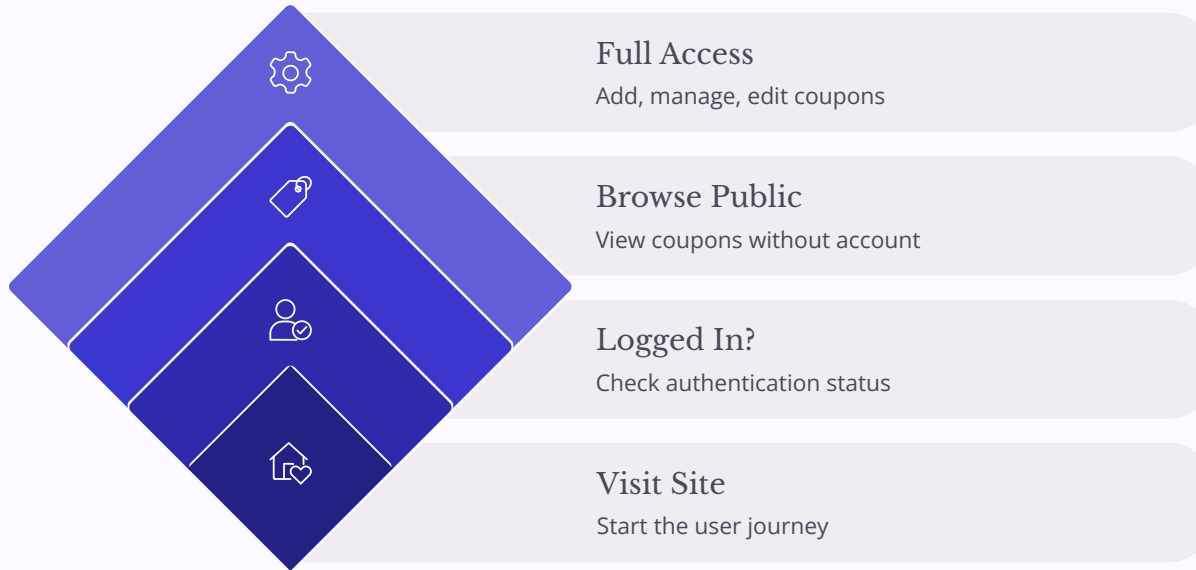 Full Access
Add, manage, edit coupons
Browse Public
View coupons without account
Logged In?
Check authentication status
Visit Site
Start the user journey